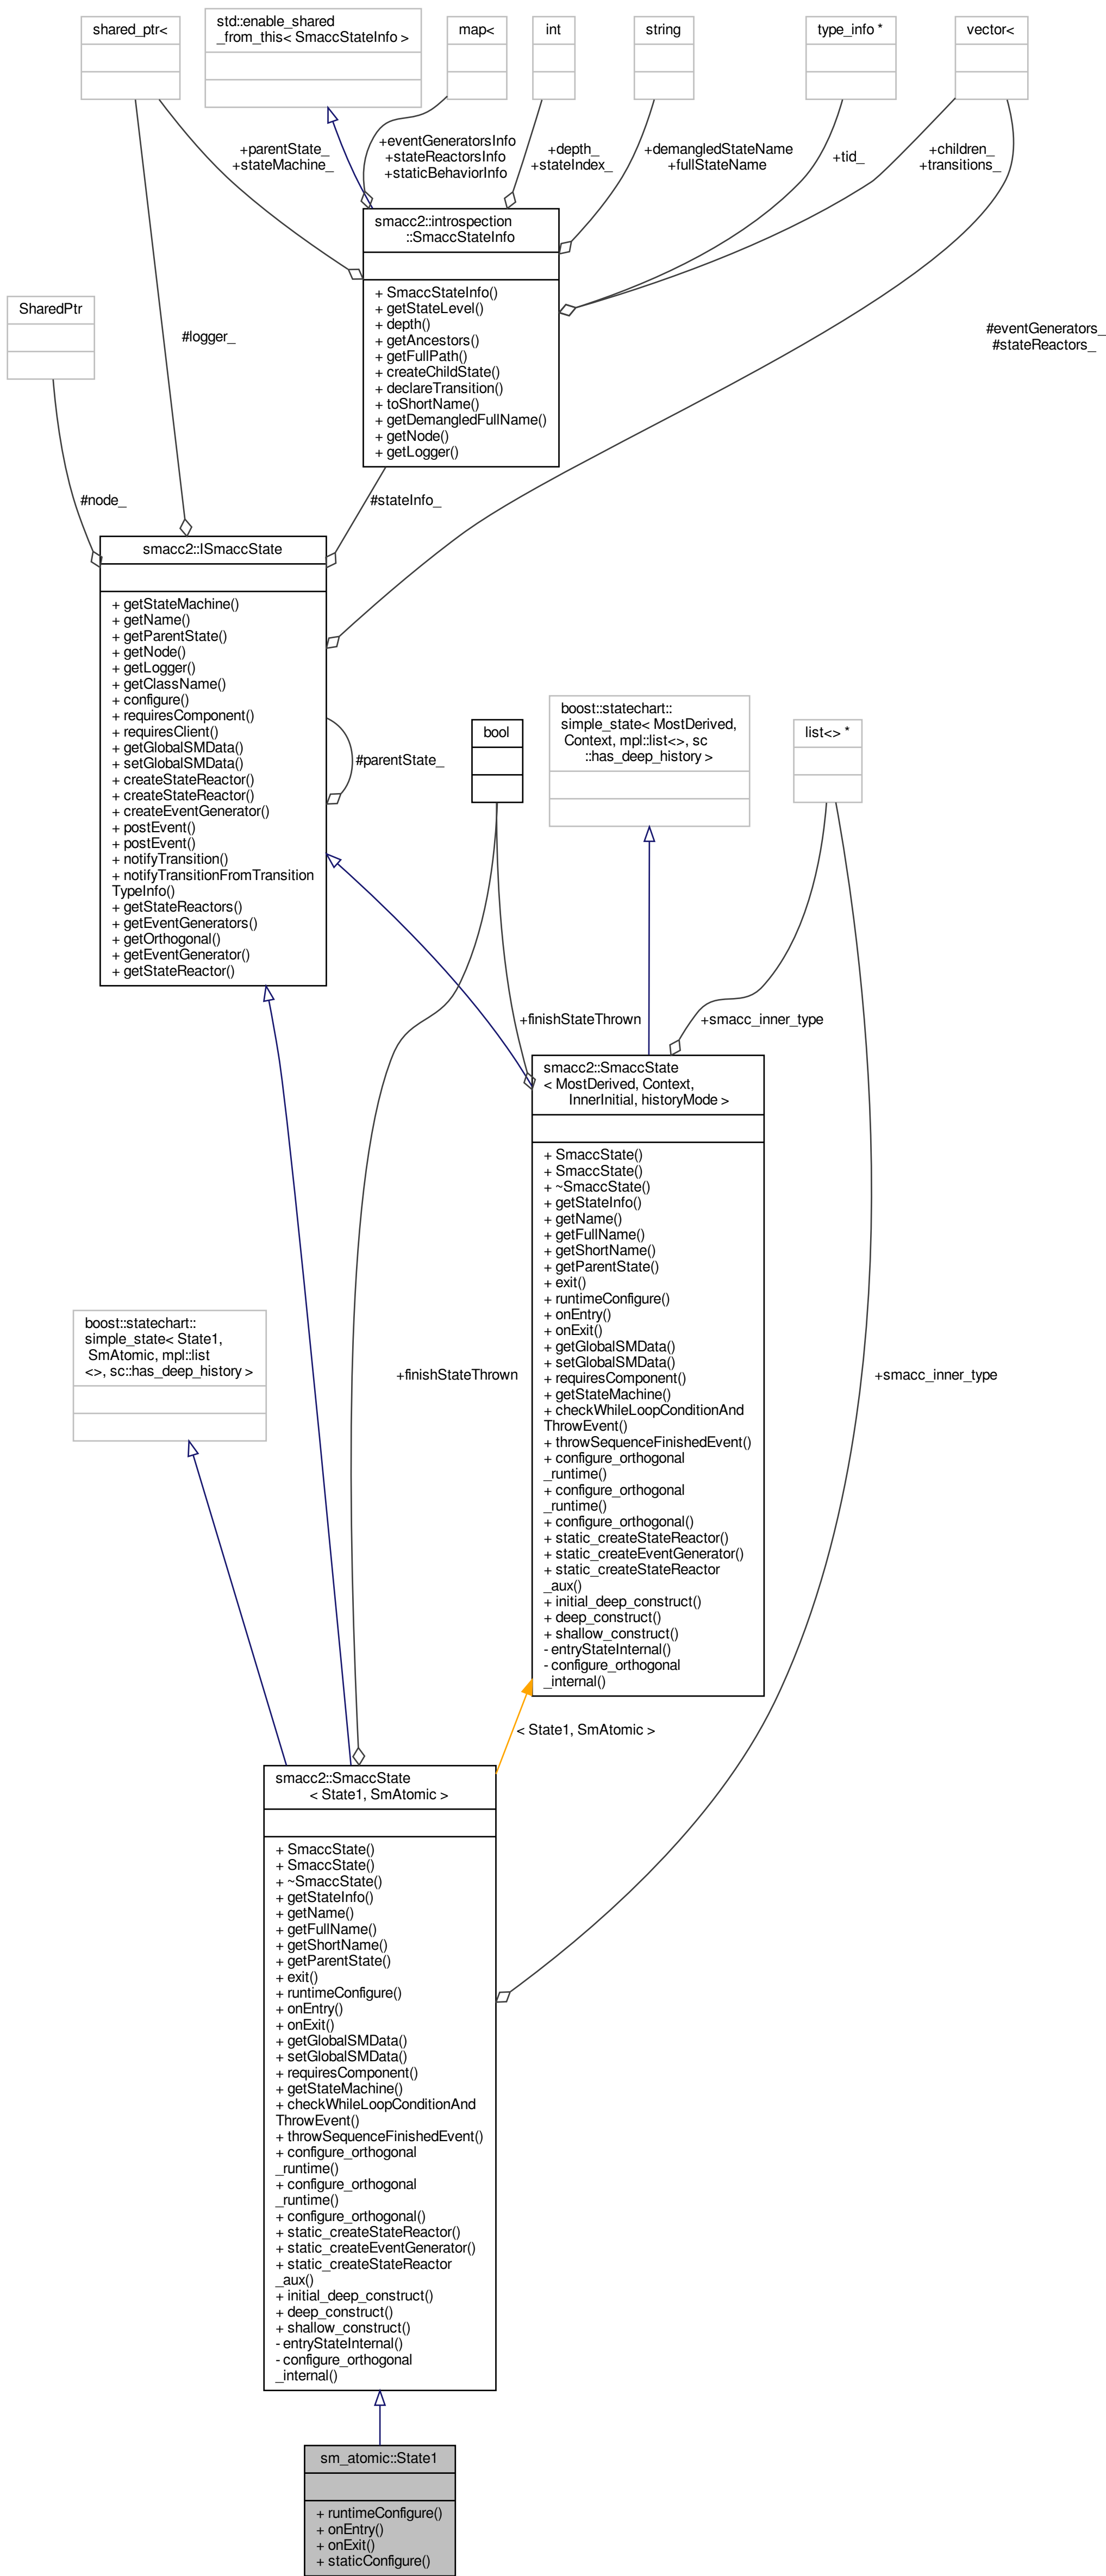 shared_ptr<
std::enable_shared
_from_this< SmaccStateInfo >
map<
int
string
type_info *
vector<
+parentState_
+stateMachine_
+eventGeneratorsInfo
+stateReactorsInfo
+staticBehaviorInfo
+depth_
+stateIndex_
+demangledStateName
+fullStateName
+tid_
+children_
+transitions_
smacc2::introspection
::SmaccStateInfo
+ SmaccStateInfo()
+ getStateLevel()
+ depth()
+ getAncestors()
+ getFullPath()
+ createChildState()
+ declareTransition()
+ toShortName()
+ getDemangledFullName()
+ getNode()
+ getLogger()
SharedPtr
#logger_
#eventGenerators_
#stateReactors_
#node_
#stateInfo_
smacc2::ISmaccState
+ getStateMachine()
+ getName()
+ getParentState()
+ getNode()
+ getLogger()
+ getClassName()
+ configure()
+ requiresComponent()
+ requiresClient()
+ getGlobalSMData()
+ setGlobalSMData()
+ createStateReactor()
+ createStateReactor()
+ createEventGenerator()
+ postEvent()
+ postEvent()
+ notifyTransition()
+ notifyTransitionFromTransition
TypeInfo()
+ getStateReactors()
+ getEventGenerators()
+ getOrthogonal()
+ getEventGenerator()
+ getStateReactor()
#parentState_
bool
boost::statechart::
simple_state< MostDerived,
Context, mpl::list<>, sc
::has_deep_history >
list<> *
+finishStateThrown
+smacc_inner_type
smacc2::SmaccState
< MostDerived, Context,
InnerInitial, historyMode >
+ SmaccState()
+ SmaccState()
+ ~SmaccState()
+ getStateInfo()
+ getName()
+ getFullName()
+ getShortName()
+ getParentState()
+ exit()
+ runtimeConfigure()
+ onEntry()
+ onExit()
+ getGlobalSMData()
+ setGlobalSMData()
+ requiresComponent()
+ getStateMachine()
+ checkWhileLoopConditionAnd
ThrowEvent()
+ throwSequenceFinishedEvent()
+ configure_orthogonal
_runtime()
+ configure_orthogonal
_runtime()
+ configure_orthogonal()
+ static_createStateReactor()
+ static_createEventGenerator()
+ static_createStateReactor
_aux()
+ initial_deep_construct()
+ deep_construct()
+ shallow_construct()
- entryStateInternal()
- configure_orthogonal
_internal()
boost::statechart::
simple_state< State1,
SmAtomic, mpl::list
<>, sc::has_deep_history >
+finishStateThrown
+smacc_inner_type
< State1, SmAtomic >
smacc2::SmaccState
< State1, SmAtomic >
+ SmaccState()
+ SmaccState()
+ ~SmaccState()
+ getStateInfo()
+ getName()
+ getFullName()
+ getShortName()
+ getParentState()
+ exit()
+ runtimeConfigure()
+ onEntry()
+ onExit()
+ getGlobalSMData()
+ setGlobalSMData()
+ requiresComponent()
+ getStateMachine()
+ checkWhileLoopConditionAnd
ThrowEvent()
+ throwSequenceFinishedEvent()
+ configure_orthogonal
_runtime()
+ configure_orthogonal
_runtime()
+ configure_orthogonal()
+ static_createStateReactor()
+ static_createEventGenerator()
+ static_createStateReactor
_aux()
+ initial_deep_construct()
+ deep_construct()
+ shallow_construct()
- entryStateInternal()
- configure_orthogonal
_internal()
sm_atomic::State1
+ runtimeConfigure()
+ onEntry()
+ onExit()
+ staticConfigure()